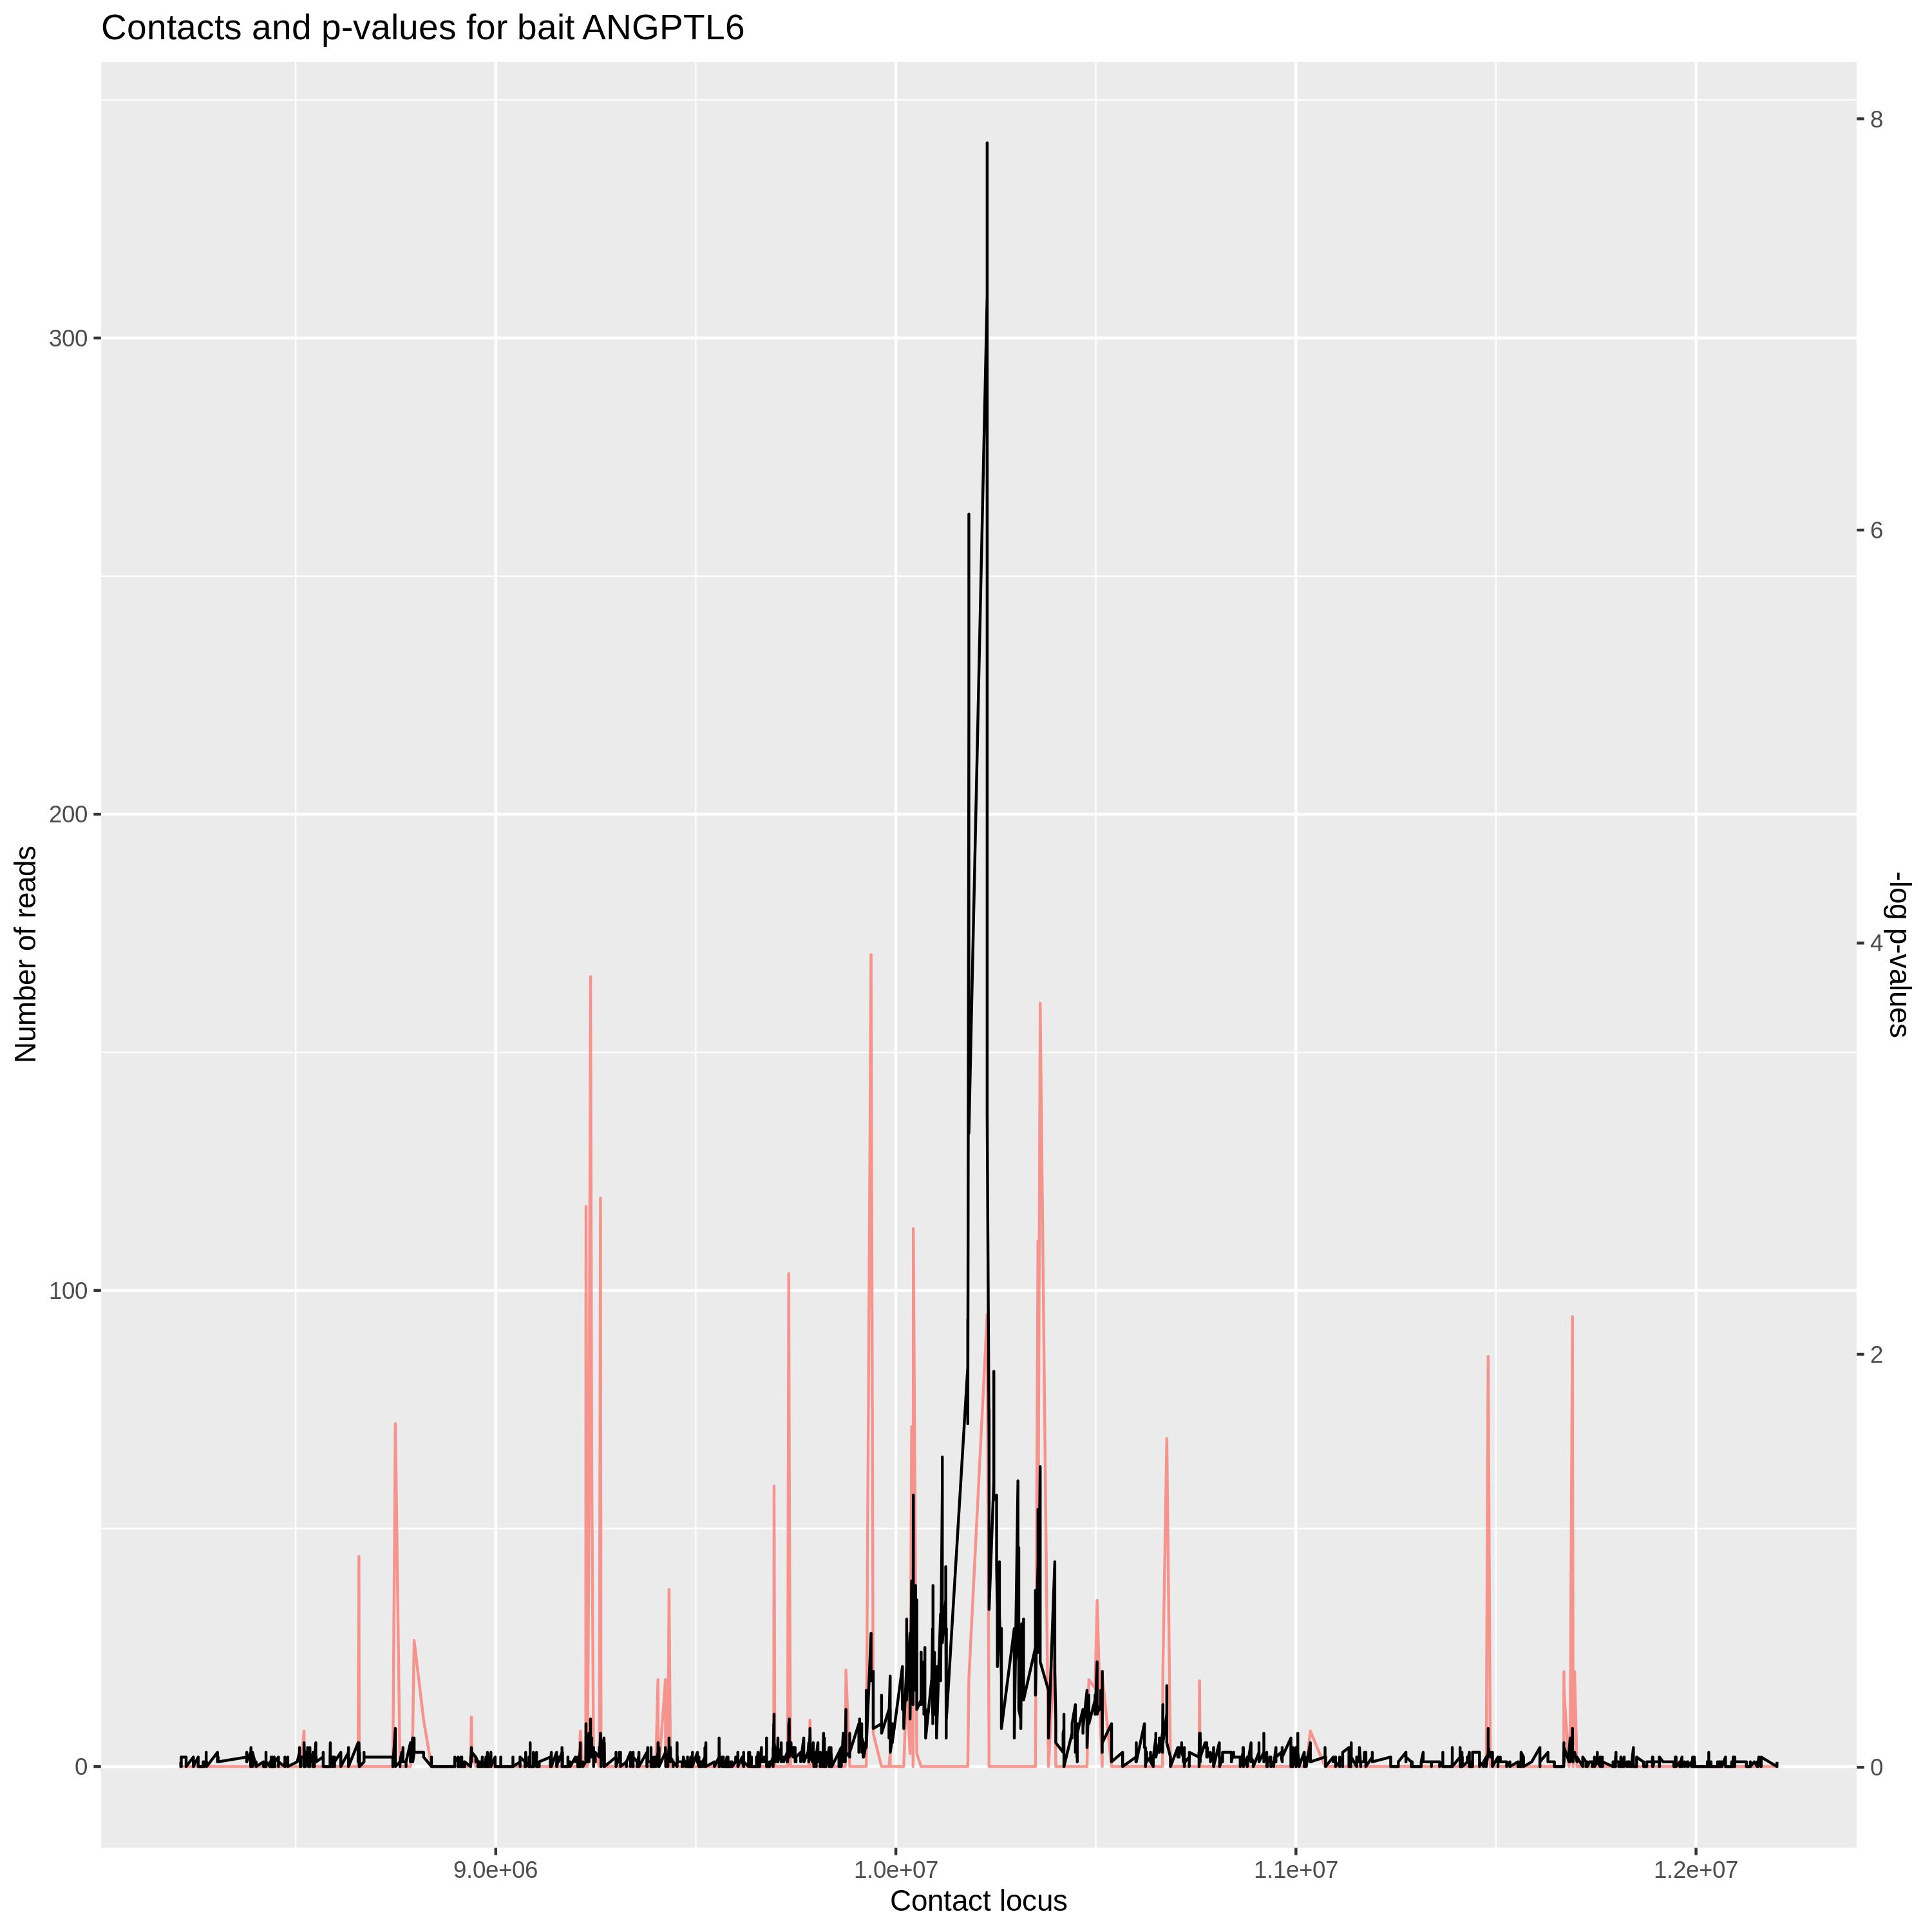 Contacts and p-values for bait ANGPTL6
Number of reads
300
200
100
0
8
6
4
2
0
-log p-values
9.0e+06
1.0e+07
1.1e+07
1.2e+07
Contact locus